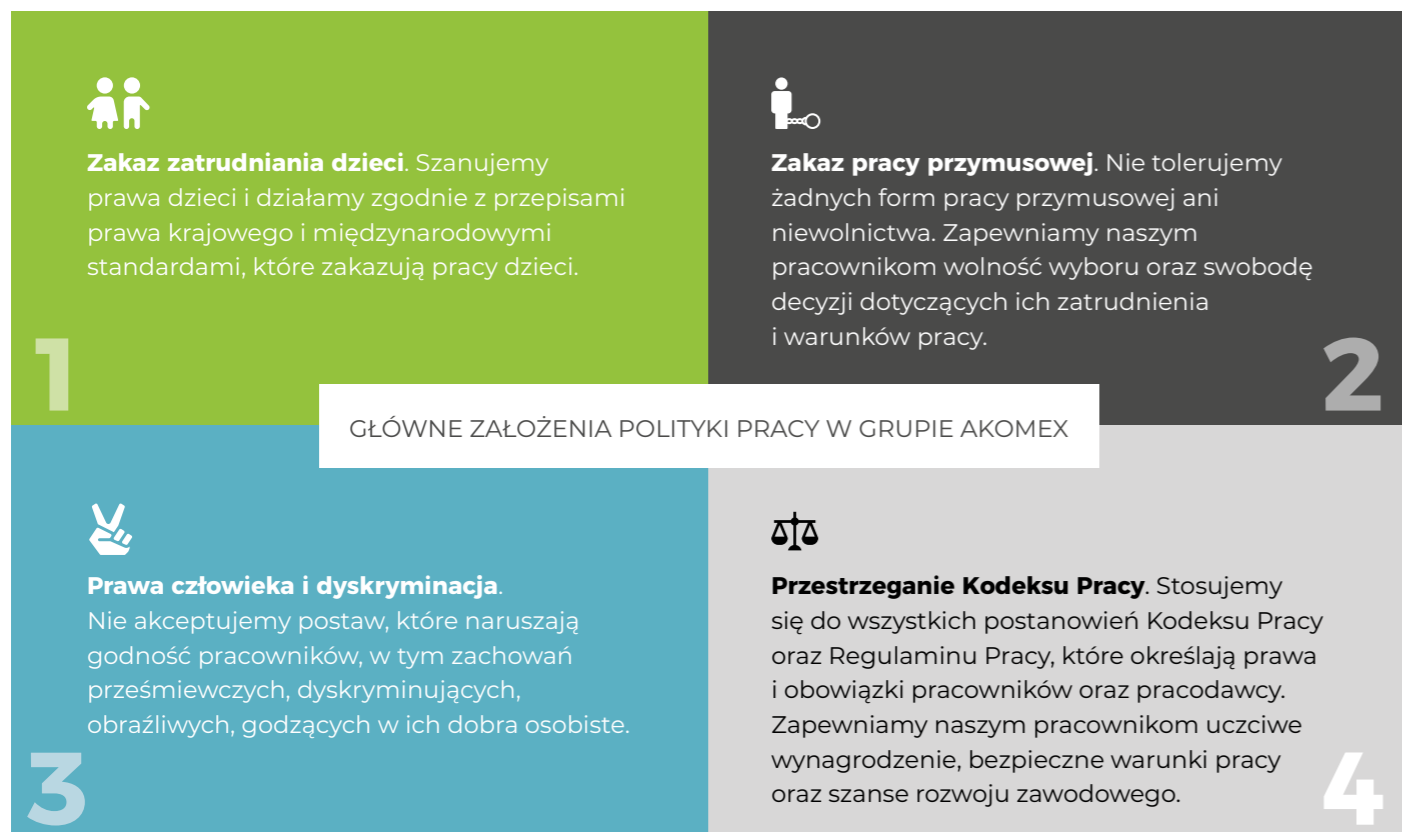 Zakaz zatrudniania dzieci. Szanujemy
prawa dzieci i działamy zgodnie z przepisami
prawa krajowego i międzynarodowymi
standardami, które zakazują pracy dzieci.
1
Zakaz pracy przymusowej. Nie tolerujemy
żadnych form pracy przymusowej ani
niewolnictwa. Zapewniamy naszym
pracownikom wolność wyboru oraz swobodę
decyzji dotyczących ich zatrudnienia
i warunków pracy.
2
GŁÓWNE ZAŁOŻENIA POLITYKI PRACY W GRUPIE AKOMEX
Prawa człowieka i dyskryminacja.
Nie akceptujemy postaw, które naruszają
godność pracowników, w tym zachowań
prześmiewczych, dyskryminujących,
obraźliwych, godzących w ich dobra osobiste.
3
Przestrzeganie Kodeksu Pracy. Stosujemy
się do wszystkich postanowień Kodeksu Pracy
oraz Regulaminu Pracy, które określają prawa
i obowiązki pracowników oraz pracodawcy.
Zapewniamy naszym pracownikom uczciwe
wynagrodzenie, bezpieczne warunki pracy
oraz szanse rozwoju zawodowego.
4